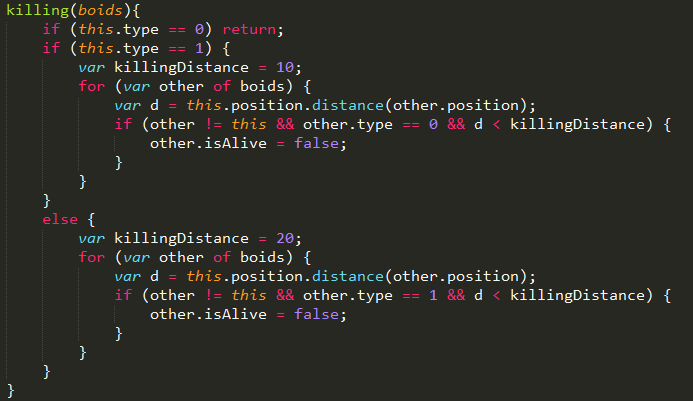 killing(boids){
    if (this.type == 0) return;
    if (this.type == 1) {
        var killingDistance = 10;
        for (var other of boids) {
            var d = this.position.distance(other.position);
            if (other != this && other.type == 0 && d < killingDistance) {
                other.isAlive = false;
            }
        }
    }
    else {
        var killingDistance = 20;
        for (var other of boids) {
            var d = this.position.distance(other.position);
            if (other != this && other.type == 1 && d < killingDistance) {
                other.isAlive = false;
            }
        }
    }
}